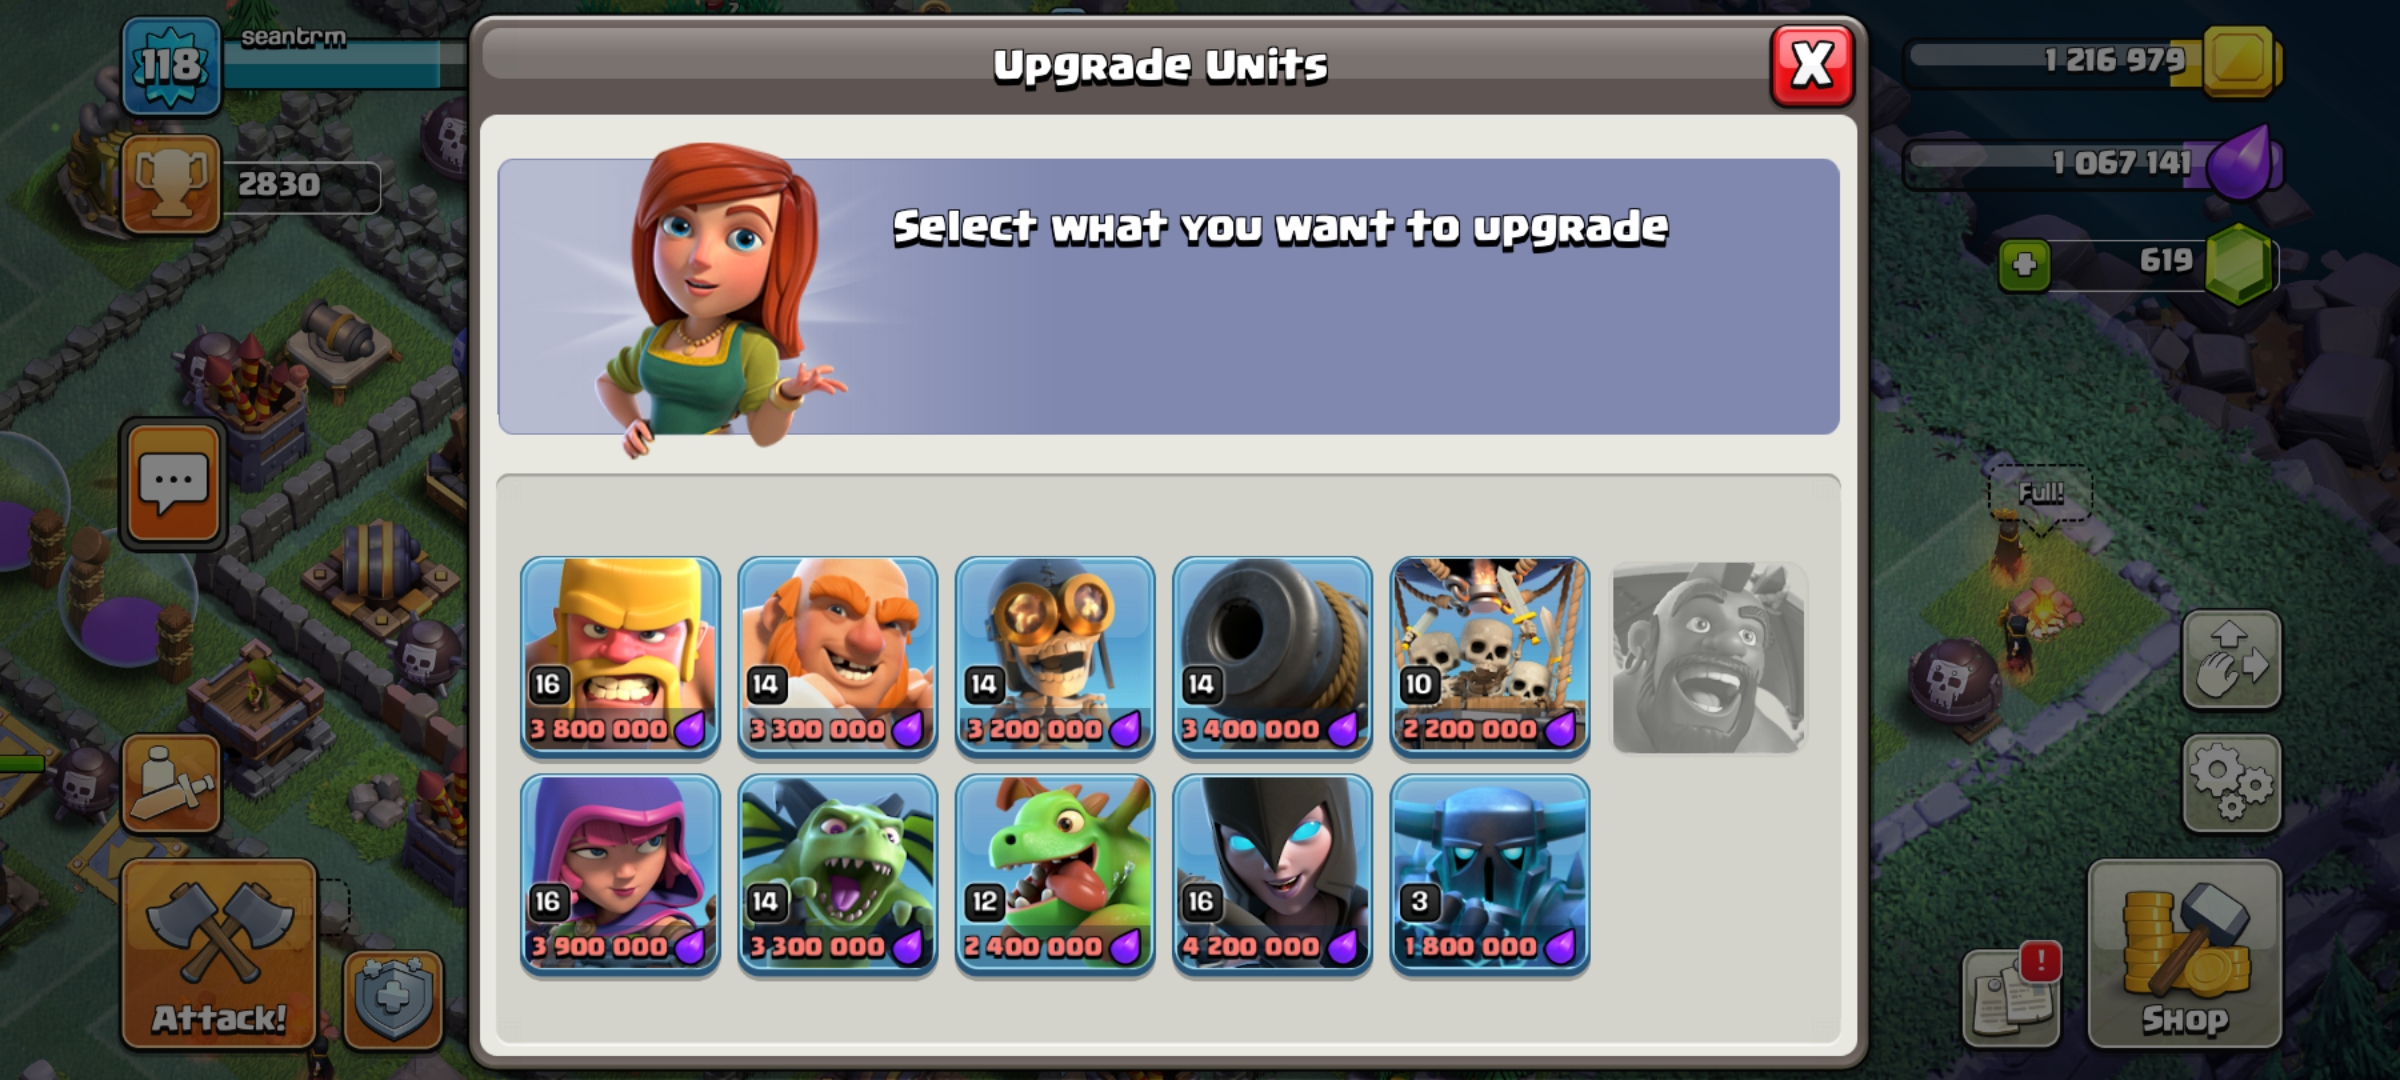 118
seantrm
Upgrade Units
X
1 216 979
2830
1 067 141
Select what you want to upgrade
619
Full!
16
14
14
14
10
3 800 000
3 300 000
3 200 000
3 400 000
2 200 000
16
14
12
16
3
3 900 000
3 300 000
2 400 000
4 200 000
1 800 000
!
Attack!
Shop